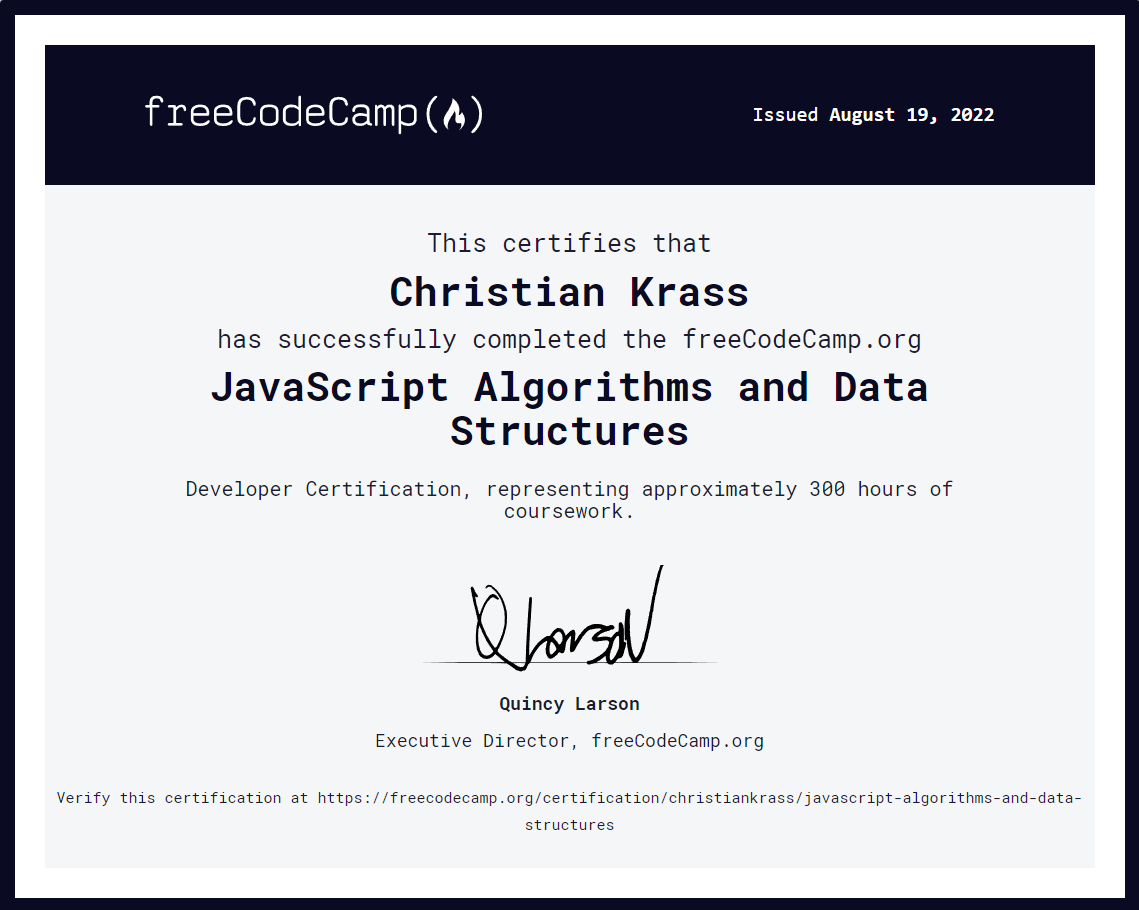 freeCodeCamp(🔥)
Issued August 19, 2022
This certifies that
Christian Krass
has successfully completed the freeCodeCamp.org
JavaScript Algorithms and Data
Structures
Developer Certification, representing approximately 300 hours of
coursework.
Q Larson
Quincy Larson
Executive Director, freeCodeCamp.org
Verify this certification at https://freecodecamp.org/certification/christiankrass/javascript-algorithms-and-data-
structures